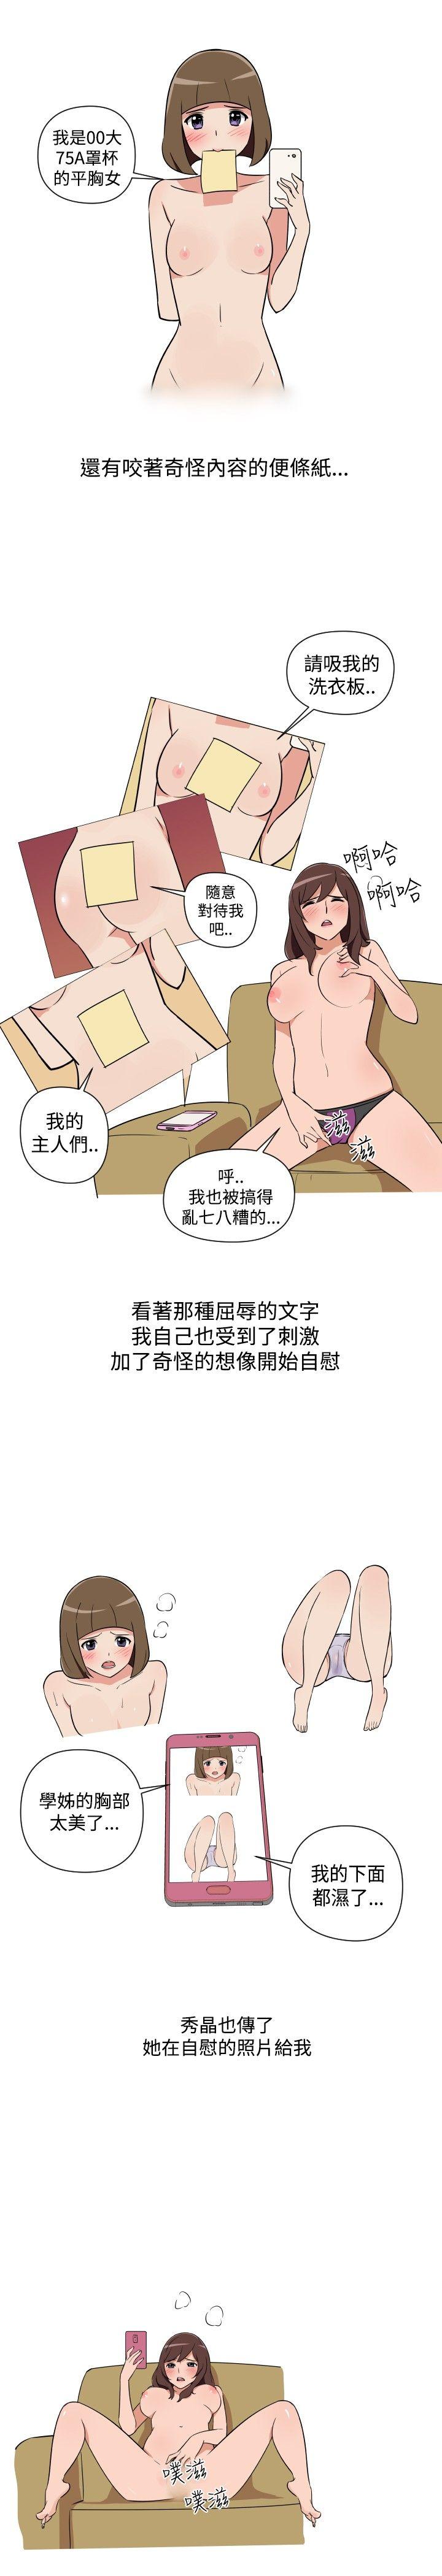 我是00大
75A罩杯
的平胸女
還有咬著奇怪內容的便條紙...
請吸我的
洗衣板..
啊哈
啊哈
隨意
對待我
吧..
我的
主人們..
滋
滋
呼..
我也被搞得
亂七八糟的...
看著那種屈辱的文字
我自己也受到了刺激
加了奇怪的想像開始自慰
學姊的胸部
太美了...
我的下面
都濕了...
秀晶也傳了
她在自慰的照片給我
噗滋
噗滋